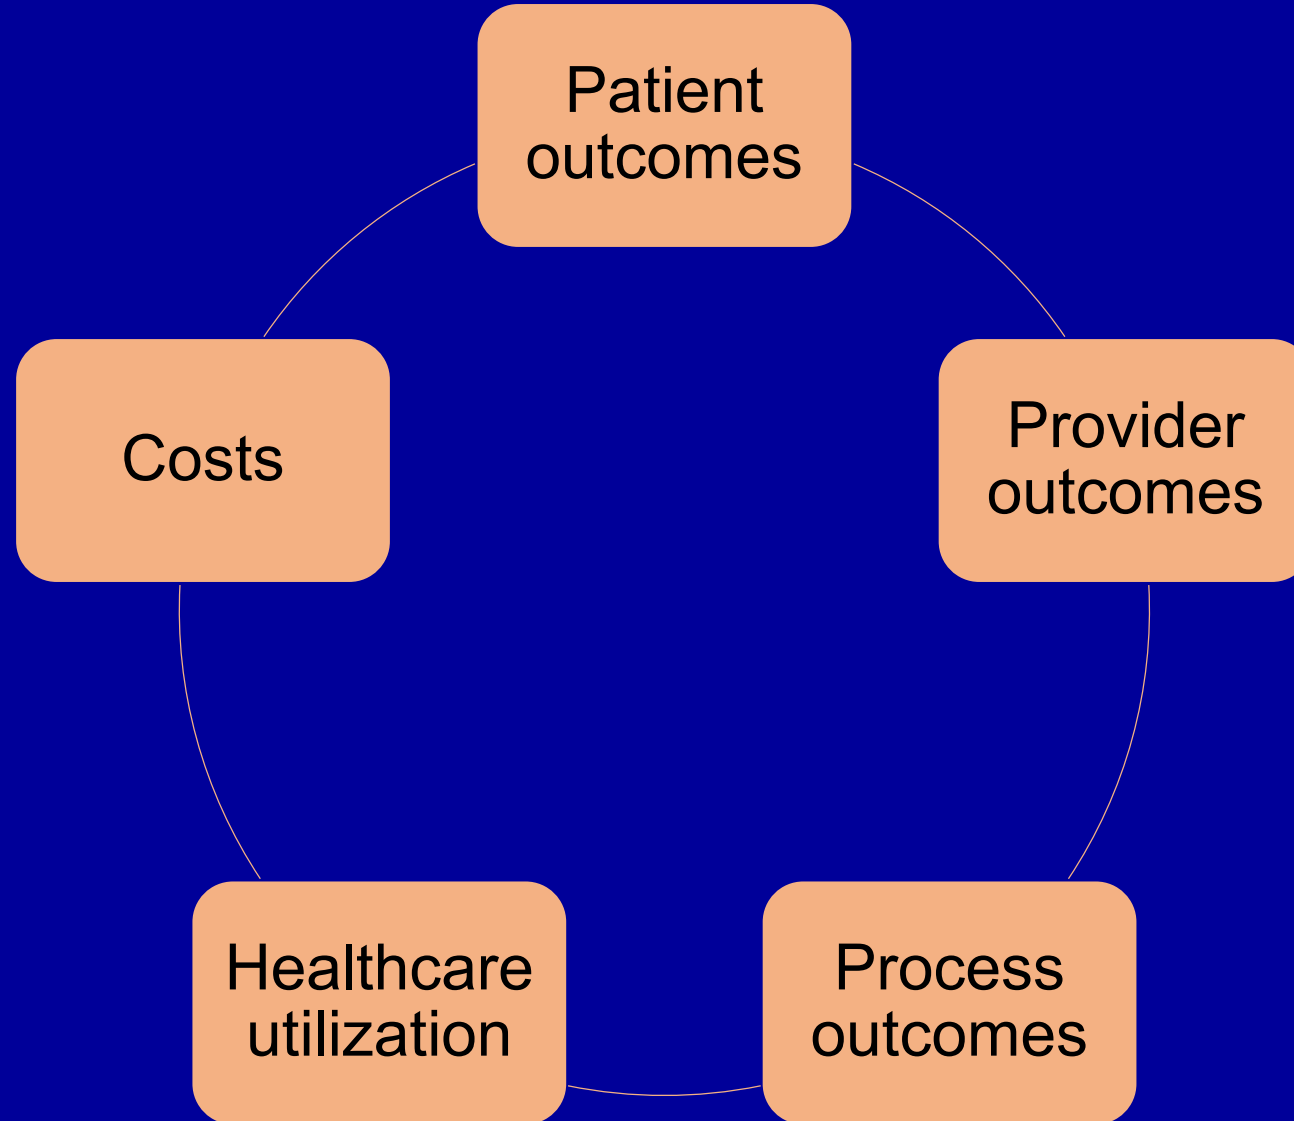 Patient
outcomes
Provider
outcomes
Process
outcomes
Healthcare
utilization
Costs